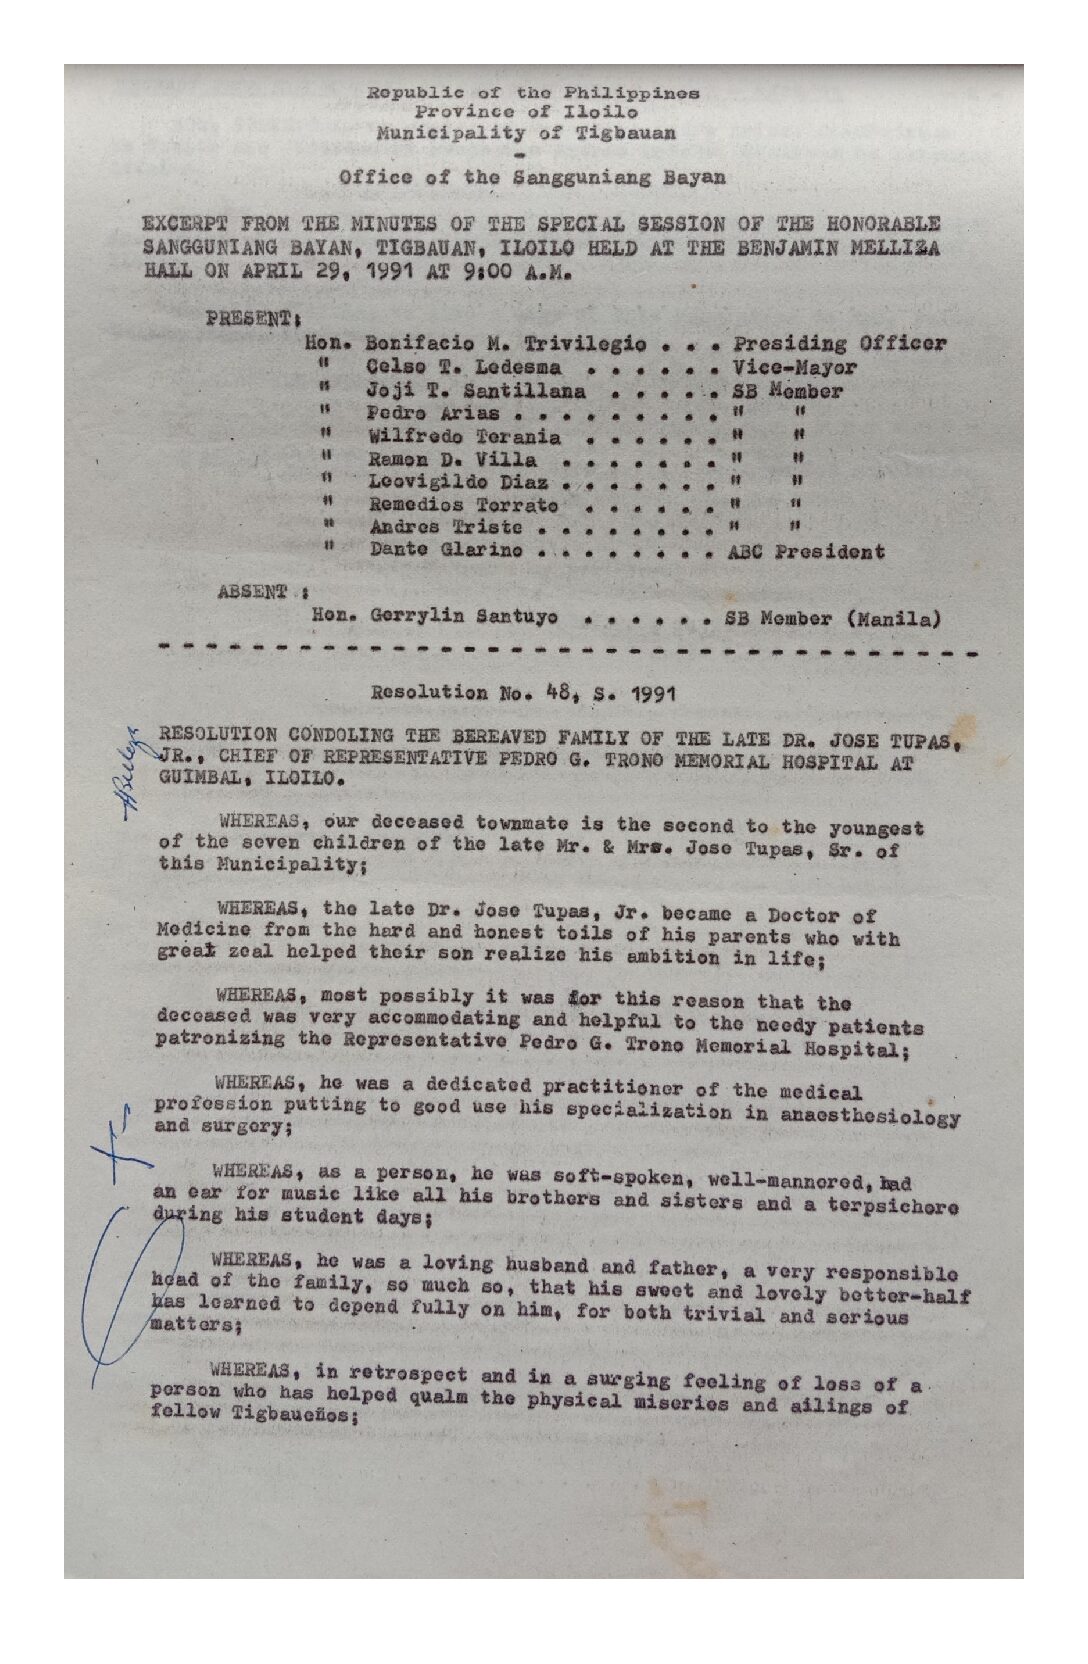 Republic of the Philippines
Province of Iloilo
Municipality of Tigbauan
-
Office of the Sangguniang Bayan
EXCERPT FROM THE MINUTES OF THE SPECIAL SESSION OF THE HONORABLE
SANGGUNIANG BAYAN, TIGBAUAN, ILOILO HELD AT THE BENJAMIN MELLIZA
HALL ON APRIL 29, 1991 AT 9:00 A.M.
PRESENT:
Hon. Bonifacio M. Trivilegio . . . Presiding Officer
" Celso T. Ledesma . . . . . . Vice-Mayor
" Joji T. Santillana . . . . . SB Member
" Pedro Arias . . . . . . . . . " "
" Wilfredo Terania . . . . . . " "
" Ramon D. Villa . . . . . . . " "
" Leovigildo Diaz . . . . . . . " "
" Remedios Torrato . . . . . . " "
" Andres Triste . . . . . . . . " "
" Dante Glarino . . . . . . . . ABC President
ABSENT :
Hon. Gerrylin Santuyo . . . . . . SB Member (Manila)
- - - - - - - - - - - - - - - - - - - - - - - - - - - - - - - - - - -
Resolution No. 48, S. 1991
RESOLUTION CONDOLING THE BEREAVED FAMILY OF THE LATE DR. JOSE TUPAS,
JR., CHIEF OF REPRESENTATIVE PEDRO G. TRONO MEMORIAL HOSPITAL AT
GUIMBAL, ILOILO.
WHEREAS, our deceased townmate is the second to the youngest
of the seven children of the late Mr. & Mrs. Jose Tupas, Sr. of
this Municipality;
WHEREAS, the late Dr. Jose Tupas, Jr. became a Doctor of
Medicine from the hard and honest toils of his parents who with
great zeal helped their son realize his ambition in life;
WHEREAS, most possibly it was for this reason that the
deceased was very accommodating and helpful to the needy patients
patronizing the Representative Pedro G. Trono Memorial Hospital;
WHEREAS, he was a dedicated practitioner of the medical
profession putting to good use his specialization in anaesthesiology
and surgery;
WHEREAS, as a person, he was soft-spoken, well-mannered, had
an ear for music like all his brothers and sisters and a terpsichore
during his student days;
WHEREAS, he was a loving husband and father, a very responsible
head of the family, so much so, that his sweet and lovely better-half
has learned to depend fully on him, for both trivial and serious
matters;
WHEREAS, in retrospect and in a surging feeling of loss of a
person who has helped qualm the physical miseries and ailings of
fellow Tigbaueños;